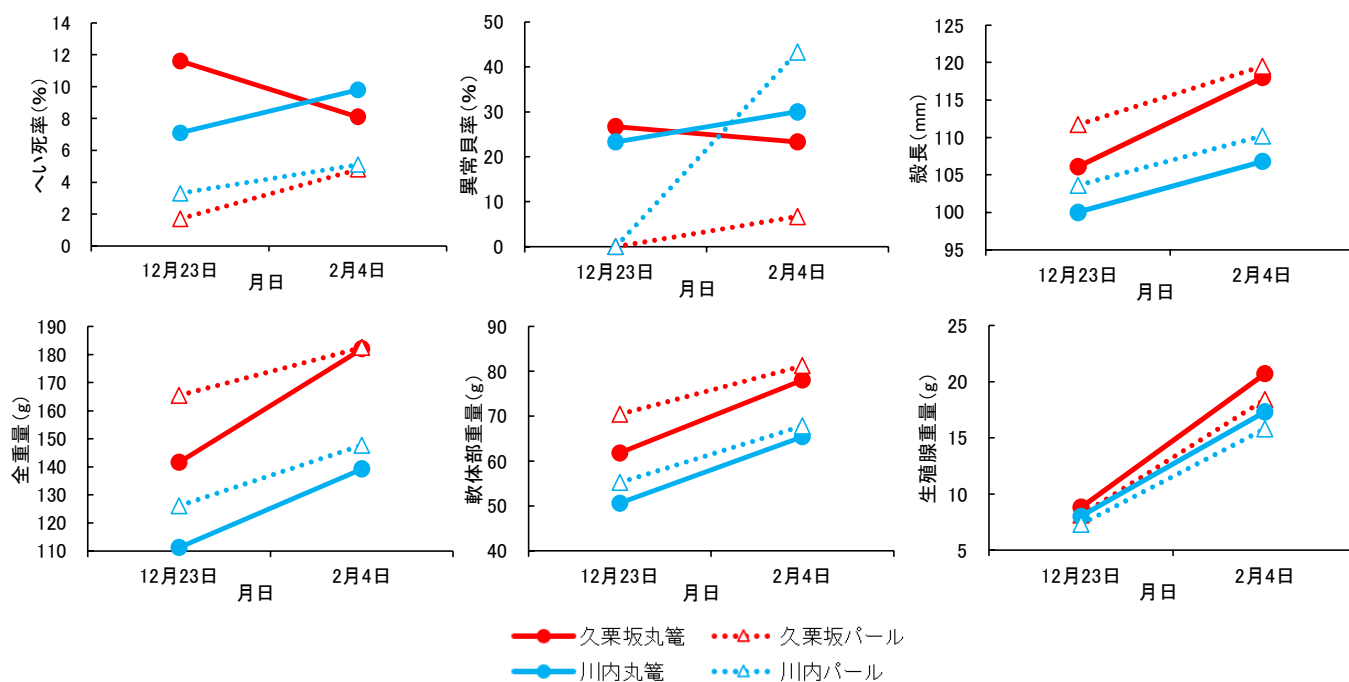 へい死率(%)
14
12
10
8
6
4
2
0
12月23日
2月4日
月日
異常貝率(%)
50
40
30
20
10
0
12月23日
2月4日
月日
殻長(mm)
125
120
115
110
105
100
95
12月23日
2月4日
月日
全重量(g)
190
180
170
160
150
140
130
120
110
12月23日
2月4日
月日
軟体部重量(g)
90
80
70
60
50
40
12月23日
2月4日
月日
生殖腺重量(g)
25
20
15
10
5
12月23日
2月4日
月日
久栗坂丸篭
久栗坂パール
川内丸篭
川内パール